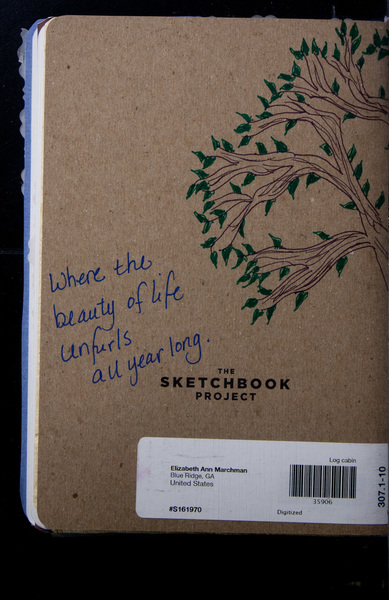 Where the
beauty of life
unfurls
all year long.
THE
SKETCHBOOK
PROJECT
Log cabin
Elizabeth Ann Marchman
Blue Ridge, GA
United States
35906
#S161970
Digitized
307.1-10